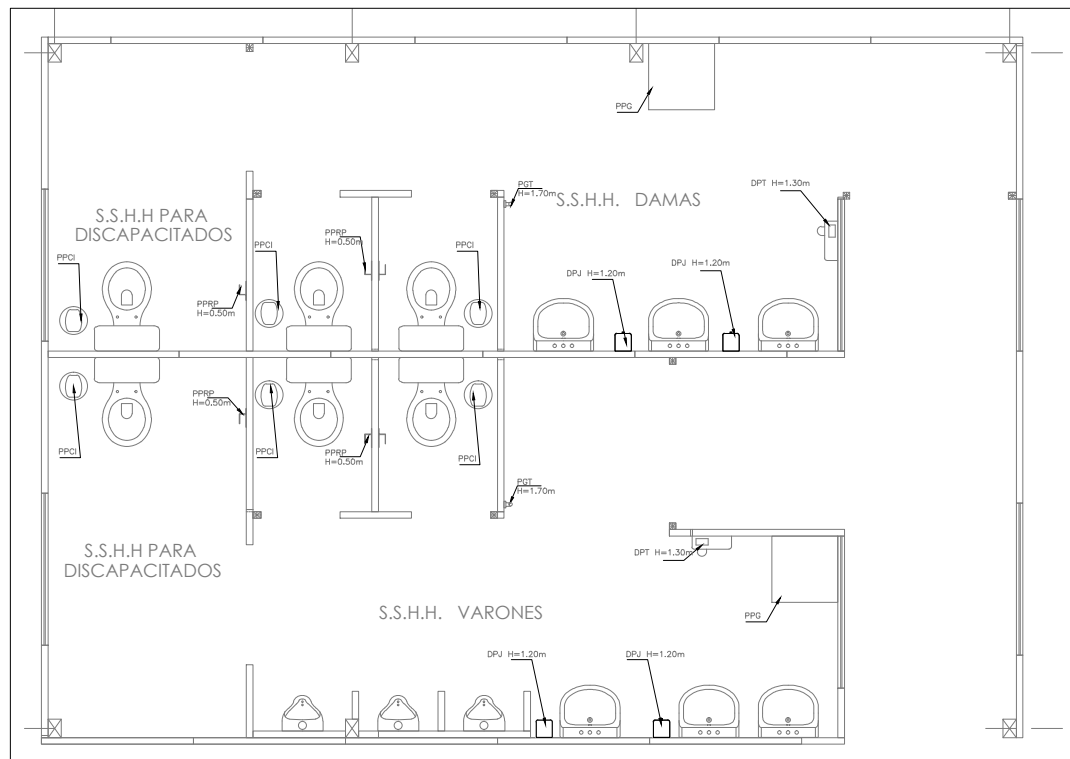 PPG
PGT
H=1.70m
DPT H=1.30m
S.S.H.H. DAMAS
S.S.H.H PARA
DISCAPACITADOS
PPRP
H=0.50m
PPCI
PPCI
PPCI
DPJ H=1.20m
DPJ H=1.20m
PPRP
H=0.50m
PPRP
H=0.50m
PPCI
PPCI
PPRP
H=0.50m
PPCI
PGT
H=1.70m
S.S.H.H PARA
DISCAPACITADOS
DPT H=1.30m
S.S.H.H. VARONES
PPG
DPJ H=1.20m
DPJ H=1.20m